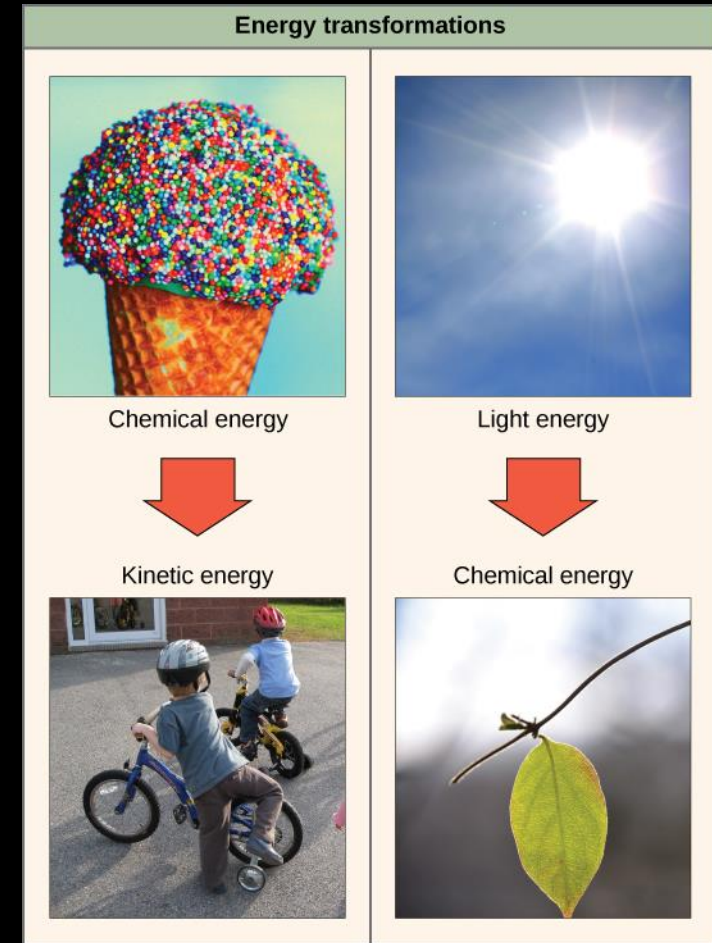 Energy transformations
Chemical energy
Kinetic energy
Light energy
Chemical energy